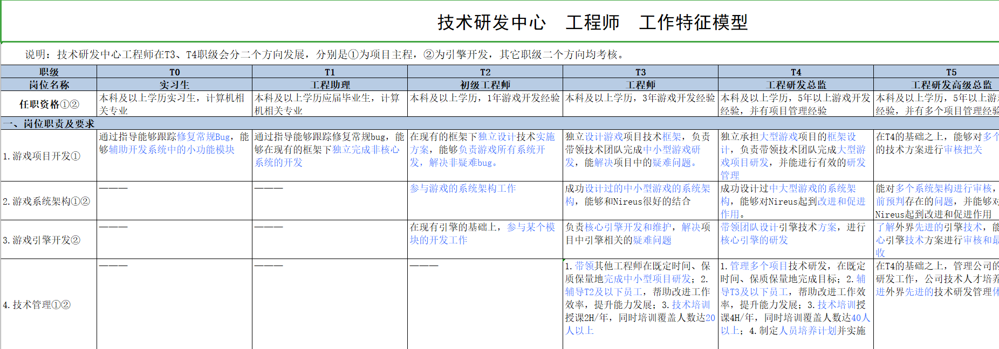 技术研发中心　工程师　工作特征模型
说明：技术研发中心工程师在T3、T4职级会分二个方向发展，分别是①为项目主程，②为引擎开发，其它职级二个方向均考核。
职级 T0 T1 T2 T3 T4 T5
岗位名称 实习生 工程助理 初级工程师 工程师 工程研发总监 工程研发高级总监
任职资格①②
本科及以上学历实习生，计算机相
关专业
本科及以上学历应届毕业生，计算
机相关专业
本科及以上学历，1年游戏开发经验
本科及以上学历，3年游戏开发经验
本科及以上学历，5年以上游戏开发
经验，并有项目管理经验
本科及以上学历，5年以上游
经验，并有多个项目管理经
一、岗位职责及要求
1.游戏项目开发①
通过指导能够跟踪修复常规Bug，能
够辅助开发系统中的小功能模块
通过指导能够跟踪修复常规bug，能
够在现有的框架下独立完成非核心
系统的开发
在现有的框架下独立设计技术实施
方案，能够负责游戏所有系统开
发，解决非疑难bug。
独立设计游戏项目技术框架，负责
带领技术团队完成中小型游戏研
发，能解决项目中的疑难问题。
独立承担大型游戏项目的框架设
计，负责带领技术团队完成大型游
戏项目研发，并能进行有效的研发
管理
在T4的基础之上，能够对多个
的技术方案进行审核把关
2.游戏系统架构①②
———
———
参与游戏的系统架构工作
成功设计过的中小型游戏的系统架
构，能够和Nireus很好的结合
成功设计过中大型游戏的系统架
构，能够对Nireus起到改进和促进
作用。
能对多个系统架构进行审核，
前预判存在的问题，并能够对
Nireus起到改进和促进作用
3.游戏引擎开发②
———
———
在现有引擎的基础上，参与某个模
块的开发工作
负责核心引擎开发和维护，解决项
目中引擎相关的疑难问题
带领团队设计引擎技术方案，进行
核心引擎的研发
了解外界先进的引擎技术，能
心引擎技术方案进行审核和最
收
4.技术管理①②
———
———
———
1.带领其他工程师在既定时间、保
质保量地完成中小型项目研发；2.
辅导T2及以下员工，帮助改进工作
效率，提升能力发展；3.技术培训
授课2H/年，同时培训覆盖人数达20
人以上
1.管理多个项目技术研发，在既定
时间、保质保量地完成目标；2.辅
导T3及以下员工，帮助改进工作效
率，提升能力发展；3.技术培训授
课4H/年，同时培训覆盖人数达40人
以上；4.制定人员培养计划并实施
在T4的基础之上，管理公司的
研发工作，公司技术人才培养
进外界先进的技术研发管理体